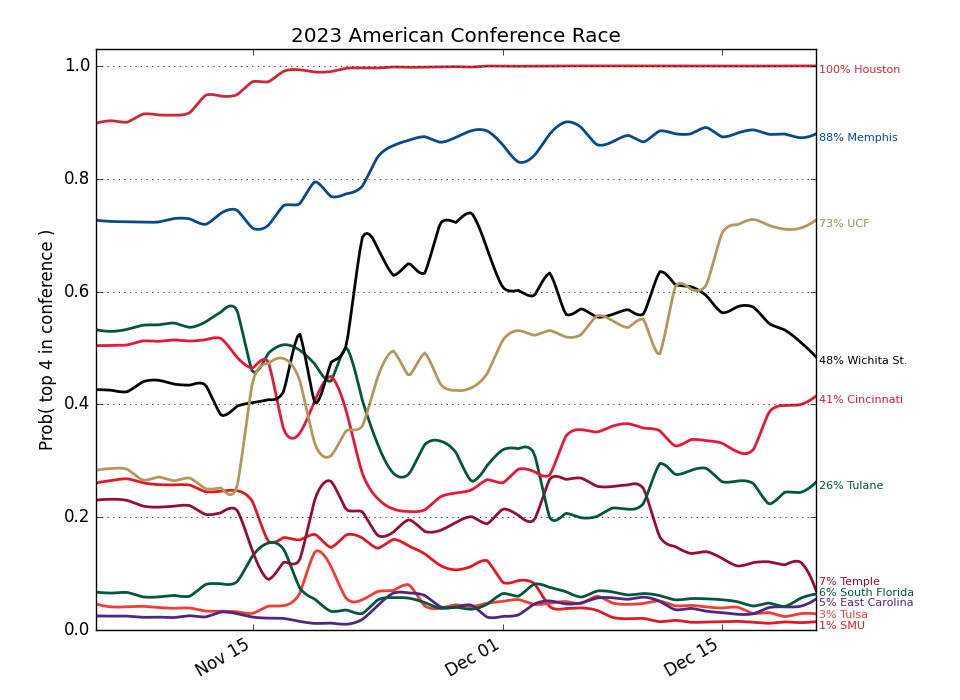 2023 American Conference Race
Prob( top 4 in conference )
1.0
0.8
0.6
0.4
0.2
0.0
Nov 15
Dec 01
Dec 15
100% Houston
88% Memphis
73% UCF
48% Wichita St.
41% Cincinnati
26% Tulane
7% Temple
6% South Florida
5% East Carolina
3% Tulsa
1% SMU